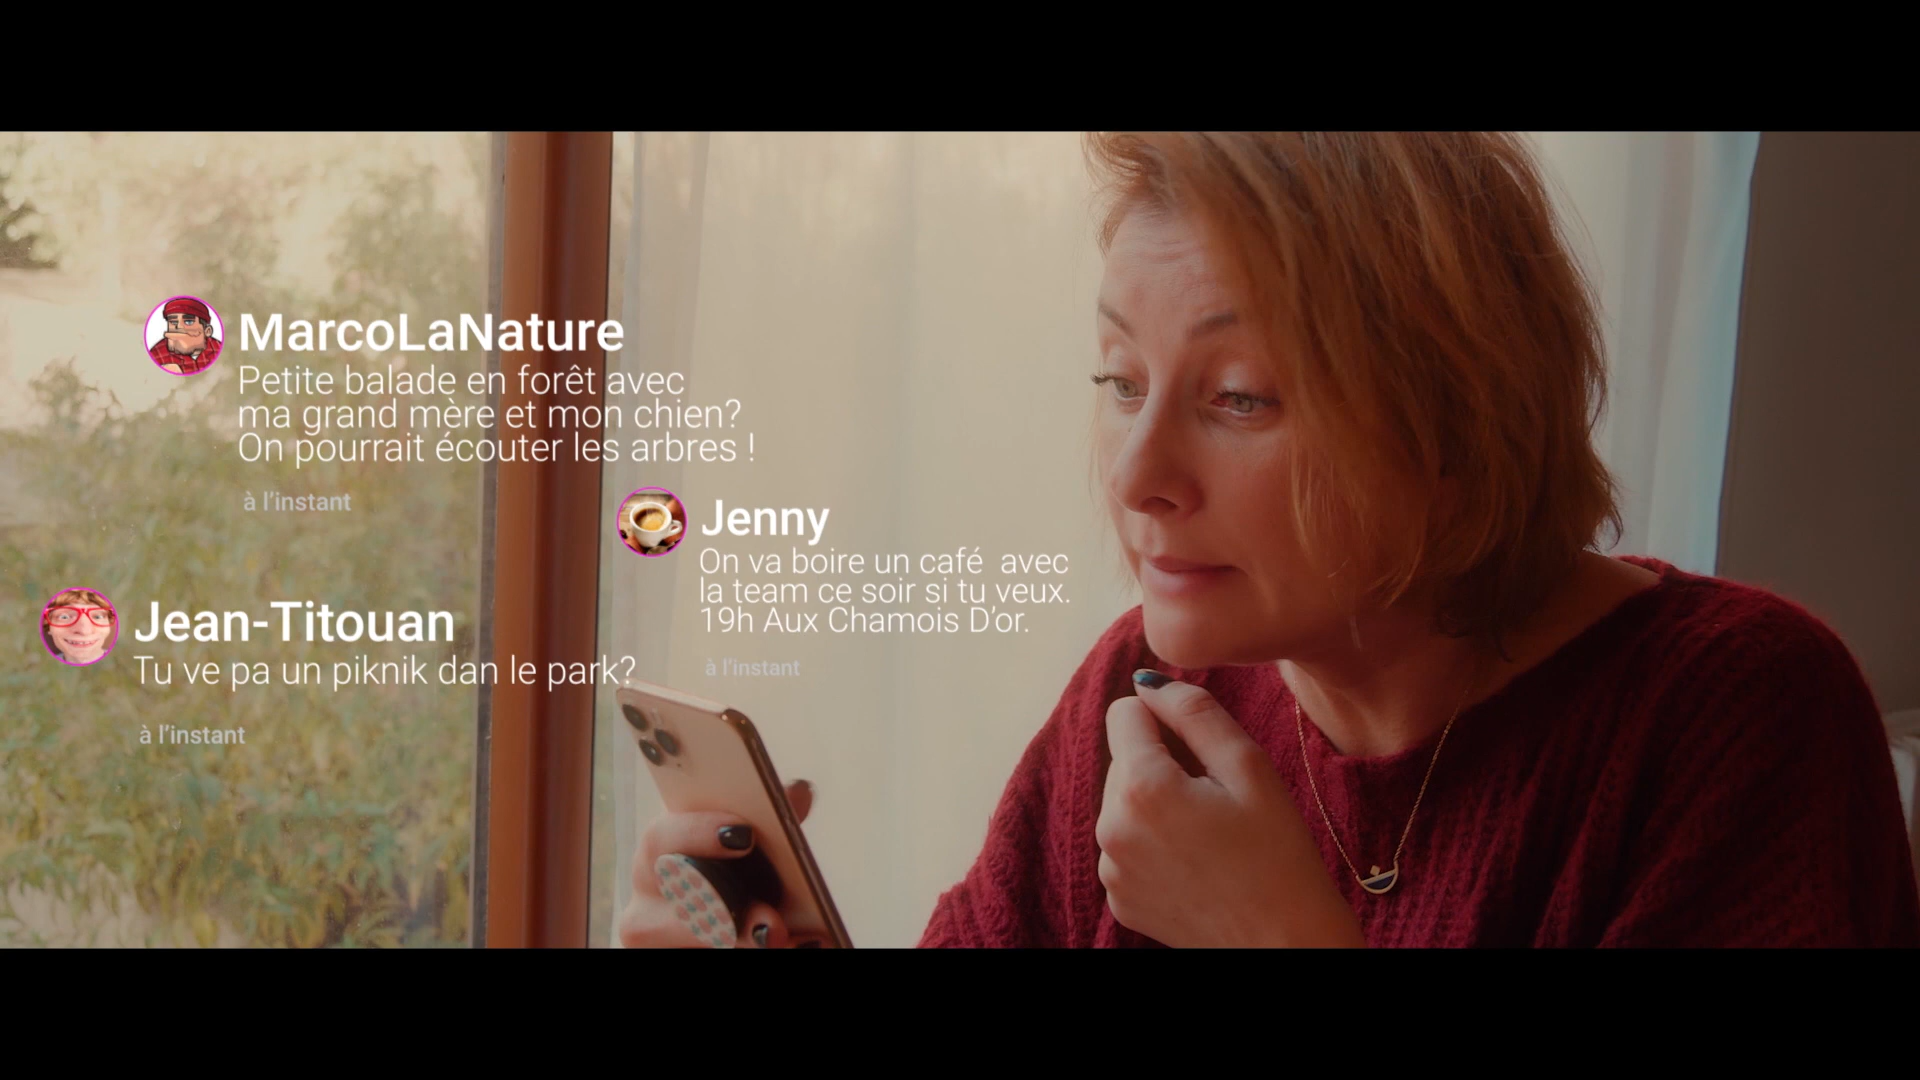 MarcoLaNature
Petite balade en forêt avec
ma grand mère et mon chien?
On pourrait écouter les arbres !
à l'instant
Jenny
On va boire un café  avec
la team ce soir si tu veux.
19h Aux Chamois D'or.
à l'instant
Jean-Titouan
Tu ve pa un piknik dan le park?
à l'instant